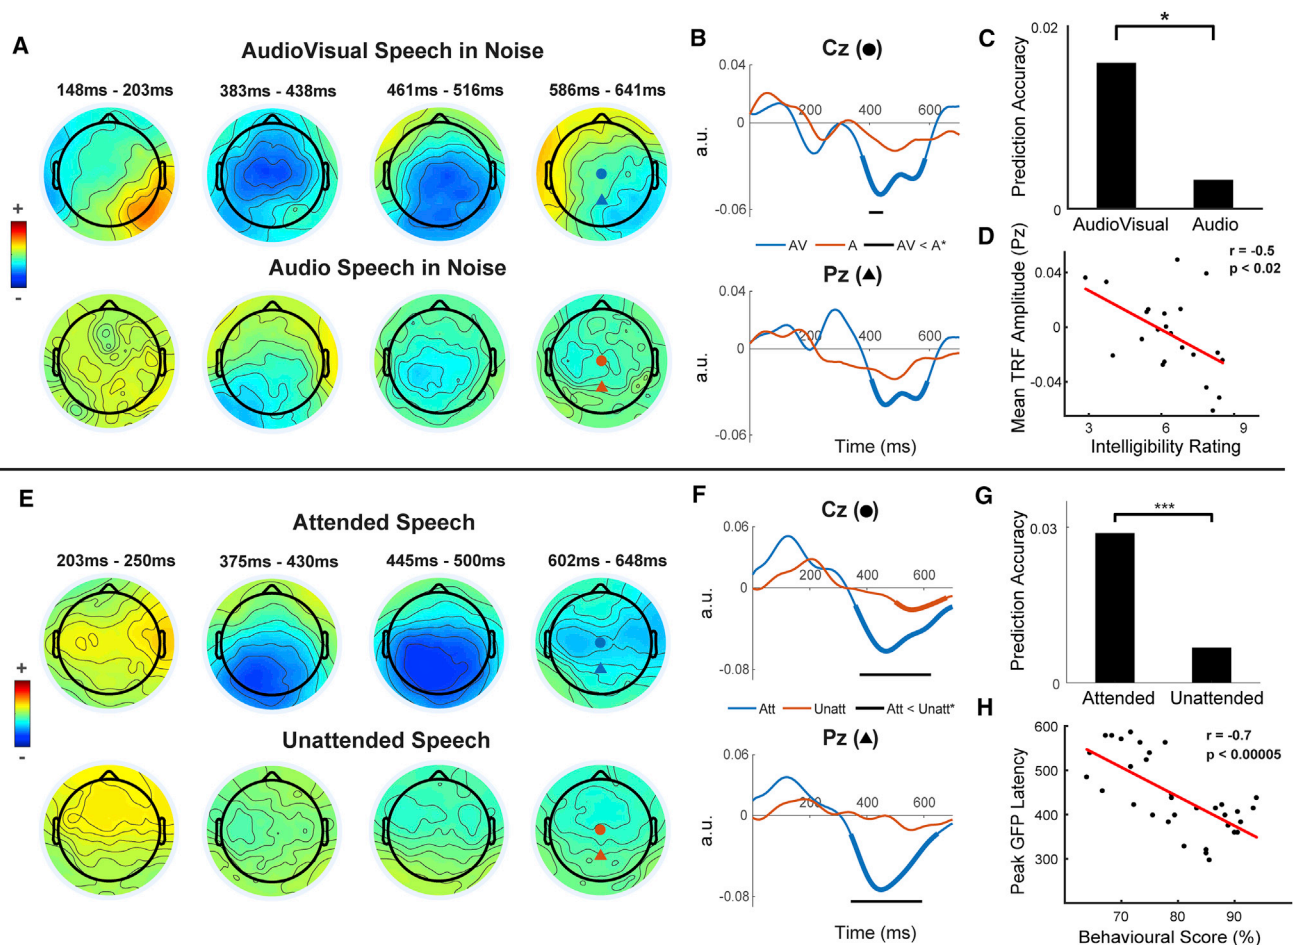 A
AudioVisual Speech in Noise
148ms - 203ms 383ms - 438ms 461ms - 516ms 586ms - 641ms
+
-
Audio Speech in Noise
B
Cz (●)
0.04
0
-0.06
a.u.
200 400 600
AV A AV < A*
Pz (▲)
0.04
0
-0.06
a.u.
200 400 600
Time (ms)
C
0.02
0
Prediction Accuracy
*
AudioVisual Audio
D
Mean TRF Amplitude (Pz)
r = -0.5
p < 0.02
0.04
0
-0.04
3 6 9
Intelligibility Rating
E
Attended Speech
203ms - 250ms 375ms - 430ms 445ms - 500ms 602ms - 648ms
+
-
Unattended Speech
F
Cz (●)
0.06
0
-0.08
a.u.
200 400 600
Att Unatt Att < Unatt*
Pz (▲)
0.06
0
-0.08
a.u.
200 400 600
Time (ms)
G
0.03
0
Prediction Accuracy
***
Attended Unattended
H
Peak GFP Latency
r = -0.7
p < 0.00005
600
500
400
300
70 80 90
Behavioural Score (%)